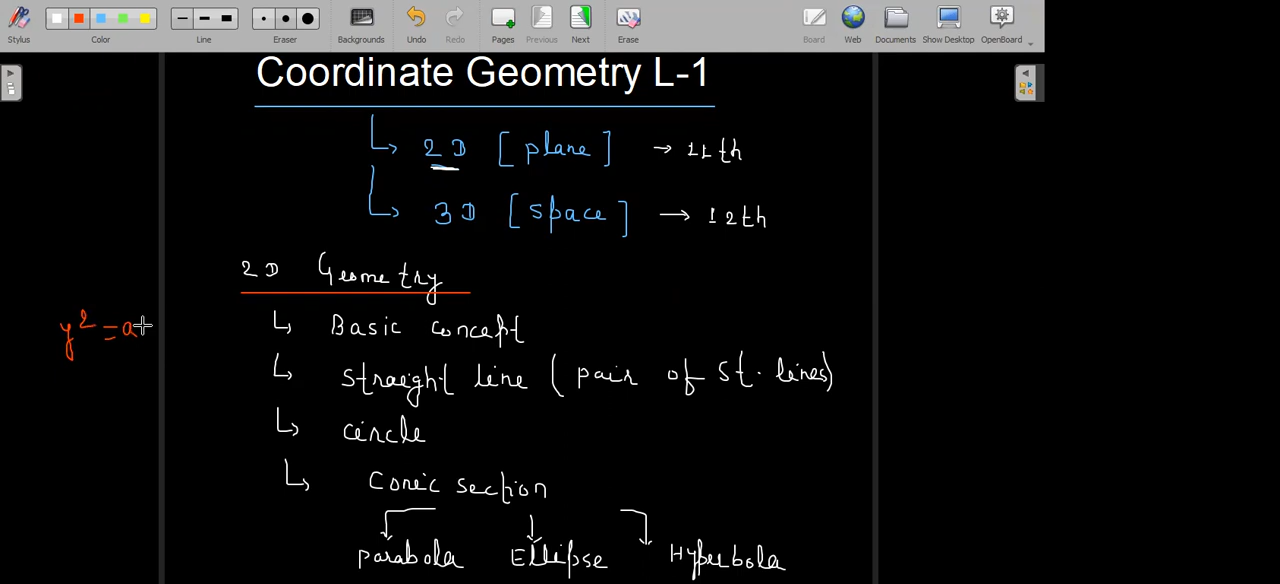 Stylus Color Line Eraser Backgrounds Undo Redo Pages Previous Next Erase Board Web Documents Show Desktop OpenBoard
Coordinate Geometry L-1
↳ 2D [plane] → 11th
↳ 3D [space] → 12th
2D Geometry
↳ Basic concept
y² = a
↳ straight line (pair of st. lines)
↳ circle
↳ Conic section
Parabola Ellipse Hyperbola